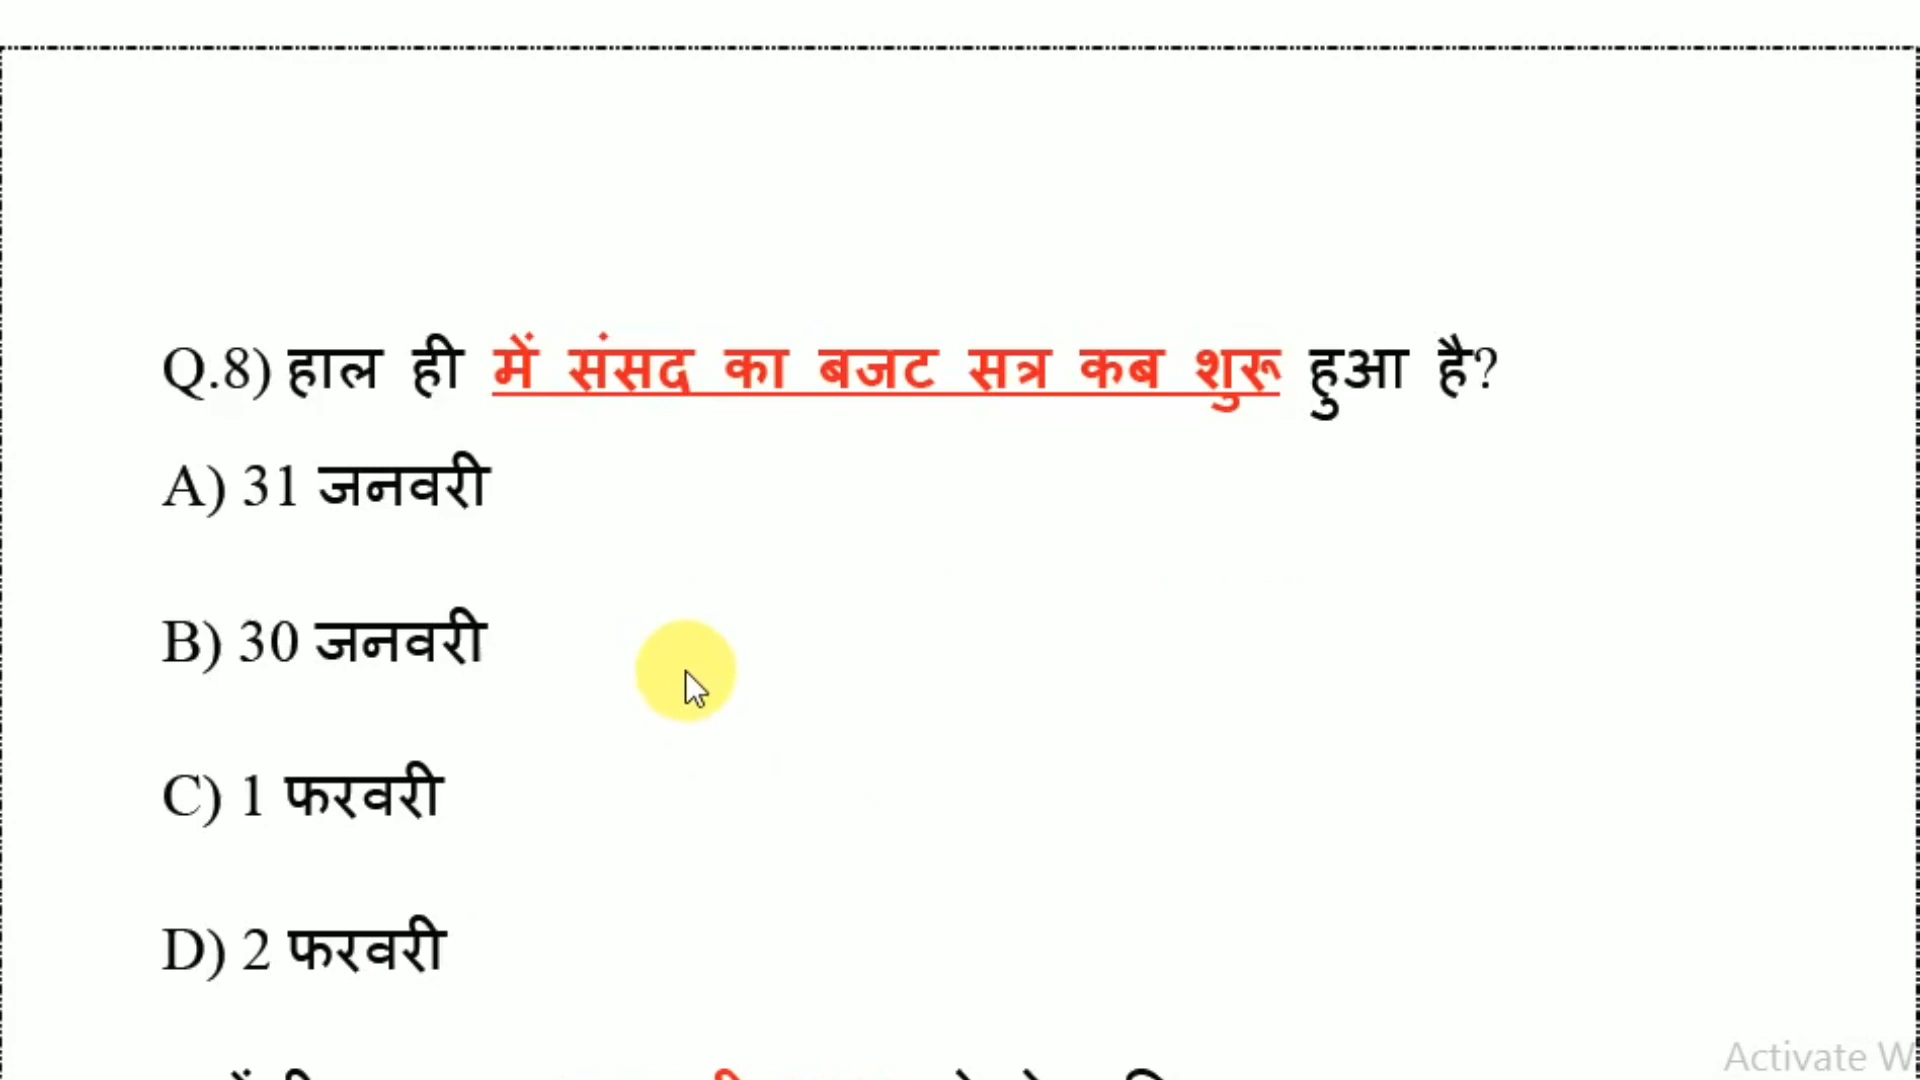 Q.8) हाल ही में संसद का बजट सत्र कब शुरू हुआ है?
A) 31 जनवरी
B) 30 जनवरी
C) 1 फरवरी
D) 2 फरवरी
Activate W